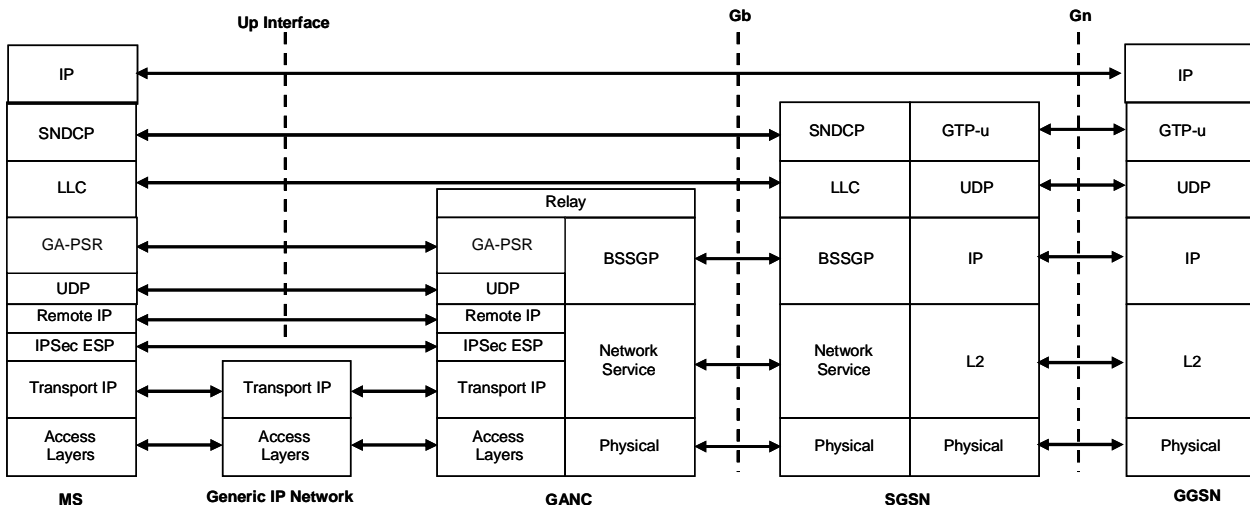 Up Interface
Gb
Gn
IP
IP
SNDCP
SNDCP
GTP-u
GTP-u
LLC
LLC
UDP
UDP
Relay
GA-PSR
GA-PSR
BSSGP
BSSGP
IP
IP
UDP
UDP
Remote IP
Remote IP
IPSec ESP
IPSec ESP
Network
Service
Network
Service
L2
L2
Transport IP
Transport IP
Transport IP
Access
Layers
Access
Layers
Access
Layers
Physical
Physical
Physical
Physical
MS
Generic IP Network
GANC
SGSN
GGSN